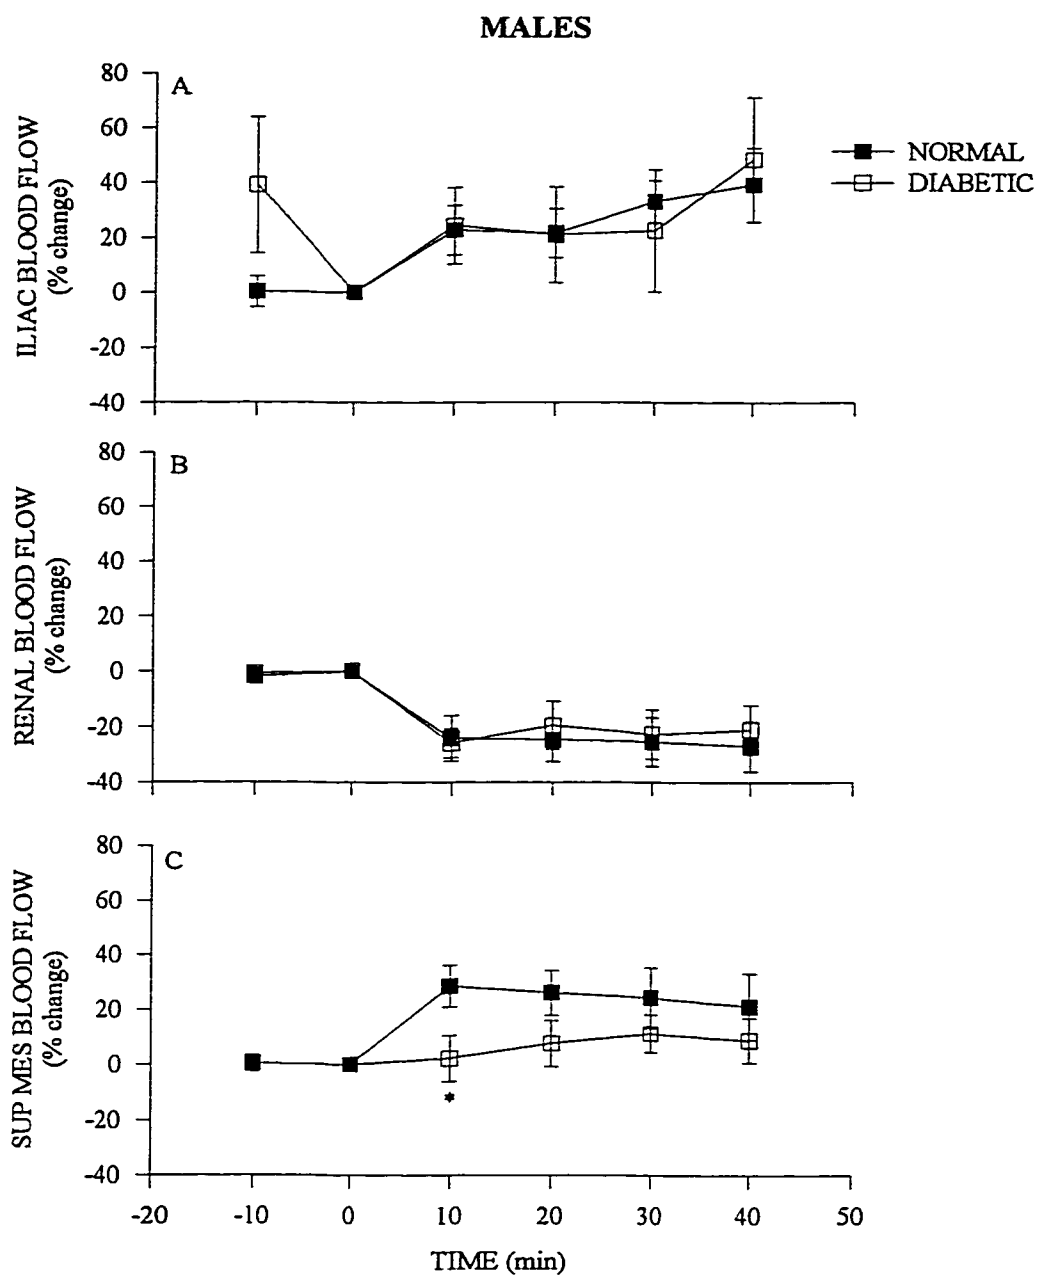 MALES
A
80
60
40
20
0
-20
-40
ILIAC BLOOD FLOW
(% change)
NORMAL
DIABETIC
B
80
60
40
20
0
-20
-40
RENAL BLOOD FLOW
(% change)
C
80
60
40
20
0
-20
-40
SUP MES BLOOD FLOW
(% change)
*
-20 -10 0 10 20 30 40 50
TIME (min)